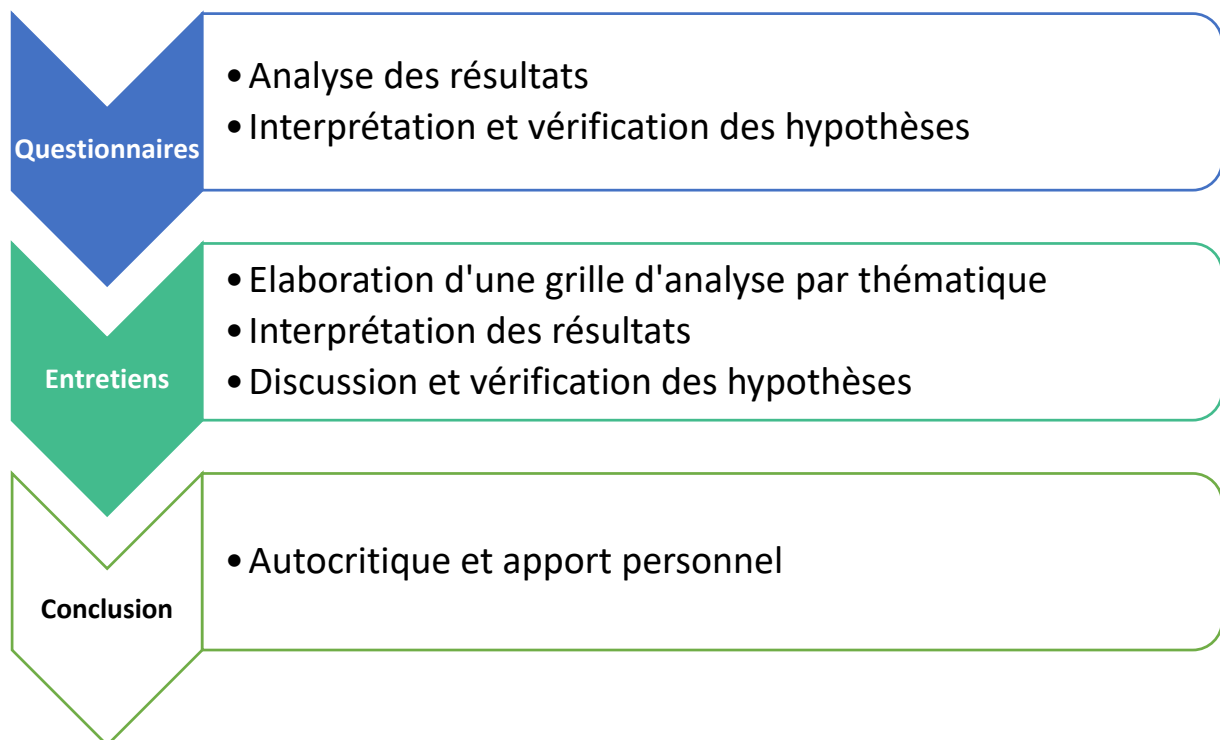 Questionnaires
• Analyse des résultats
• Interprétation et vérification des hypothèses
Entretiens
• Elaboration d'une grille d'analyse par thématique
• Interprétation des résultats
• Discussion et vérification des hypothèses
Conclusion
• Autocritique et apport personnel